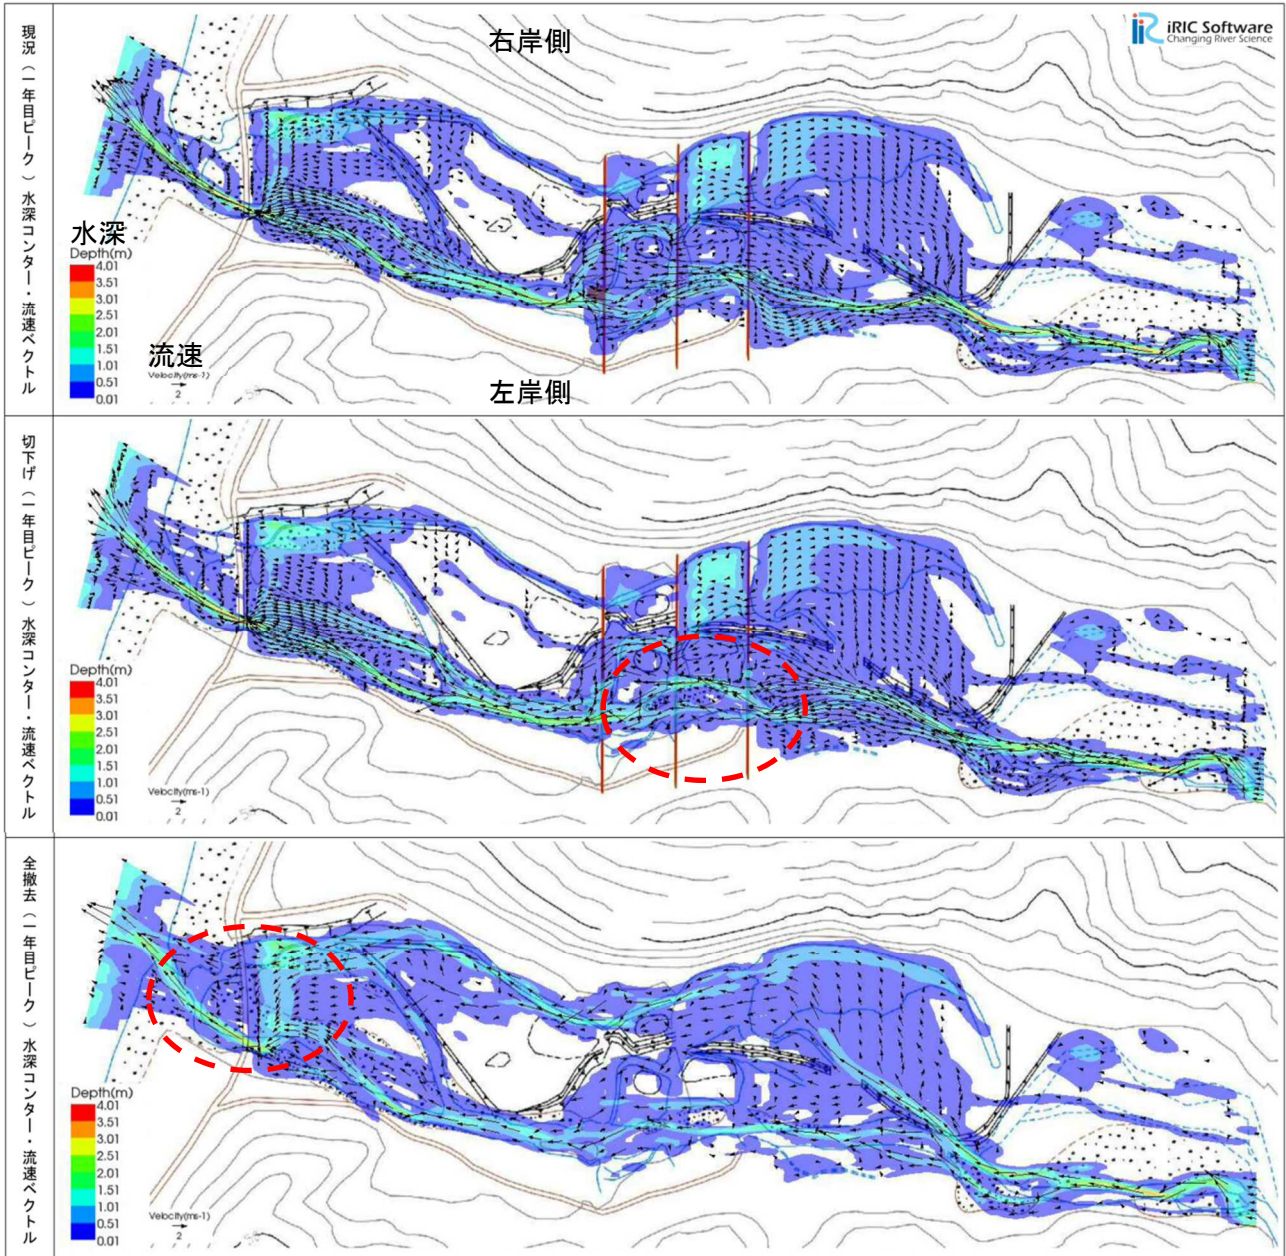 現況（一年目ピーク）水深コンター・流速ベクトル
右岸側
iRIC Software
Changing River Science
水深
Depth(m)
4.01
3.51
3.01
2.51
2.01
1.51
1.01
0.51
0.01
流速
Velocity(ms-1)
2
左岸側
切下げ（一年目ピーク）水深コンター・流速ベクトル
Depth(m)
4.01
3.51
3.01
2.51
2.01
1.51
1.01
0.51
0.01
Velocity(ms-1)
2
全撤去（一年目ピーク）水深コンター・流速ベクトル
Depth(m)
4.01
3.51
3.01
2.51
2.01
1.51
1.01
0.51
0.01
Velocity(ms-1)
2